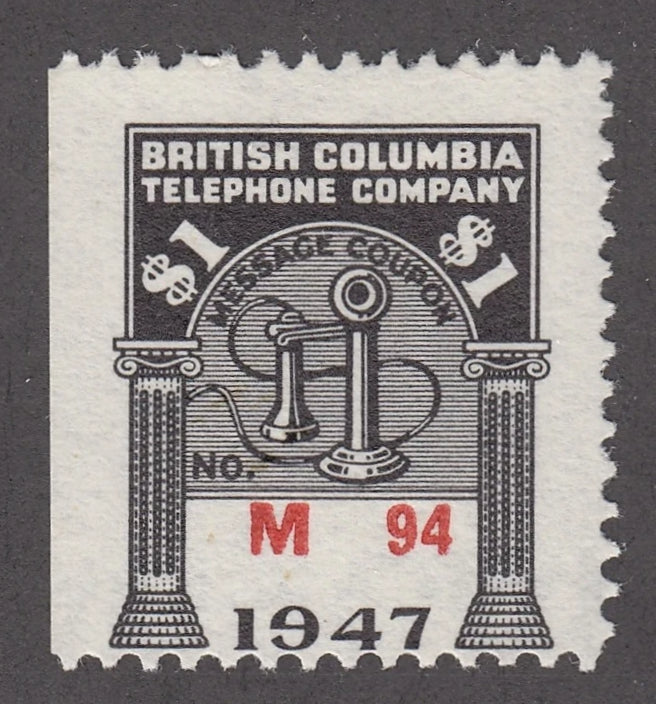 BRITISH COLUMBIA
TELEPHONE COMPANY
$1 $1
MESSAGE COUPON
NO.
M 94
1947